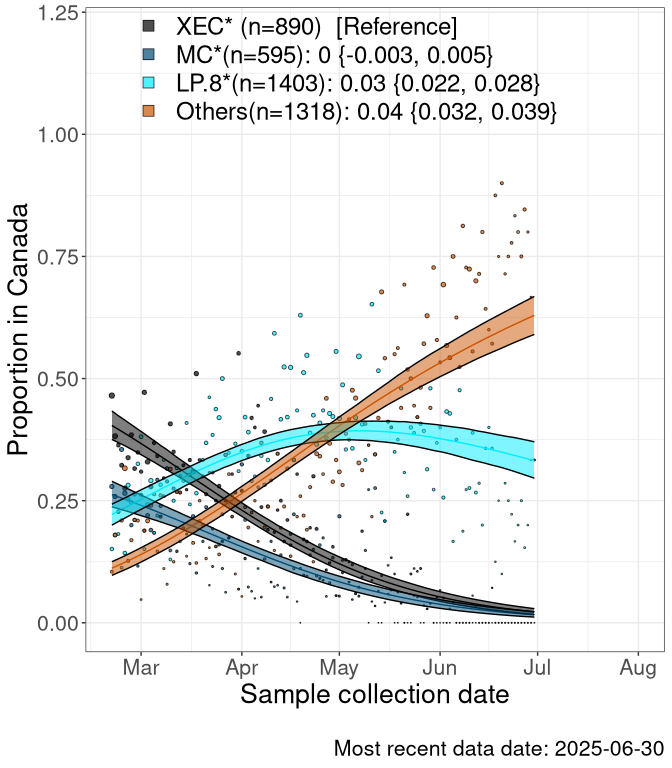 XEC* (n=890)  [Reference]
MC*(n=595): 0 {-0.003, 0.005}
LP.8*(n=1403): 0.03 {0.022, 0.028}
Others(n=1318): 0.04 {0.032, 0.039}
Proportion in Canada
1.25
1.00
0.75
0.50
0.25
0.00
Mar Apr May Jun Jul Aug
Sample collection date
Most recent data date: 2025-06-30